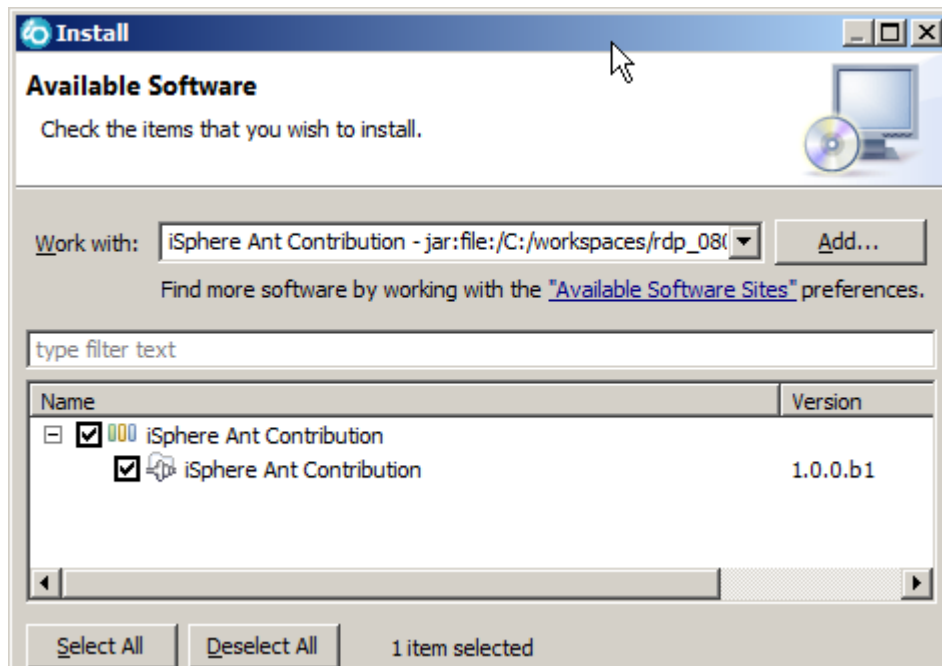 Install
Available Software
Check the items that you wish to install.
Work with: iSphere Ant Contribution - jar:file:/C:/workspaces/rdp_080 Add...
Find more software by working with the "Available Software Sites" preferences.
type filter text
Name Version
iSphere Ant Contribution
iSphere Ant Contribution 1.0.0.b1
Select All Deselect All 1 item selected